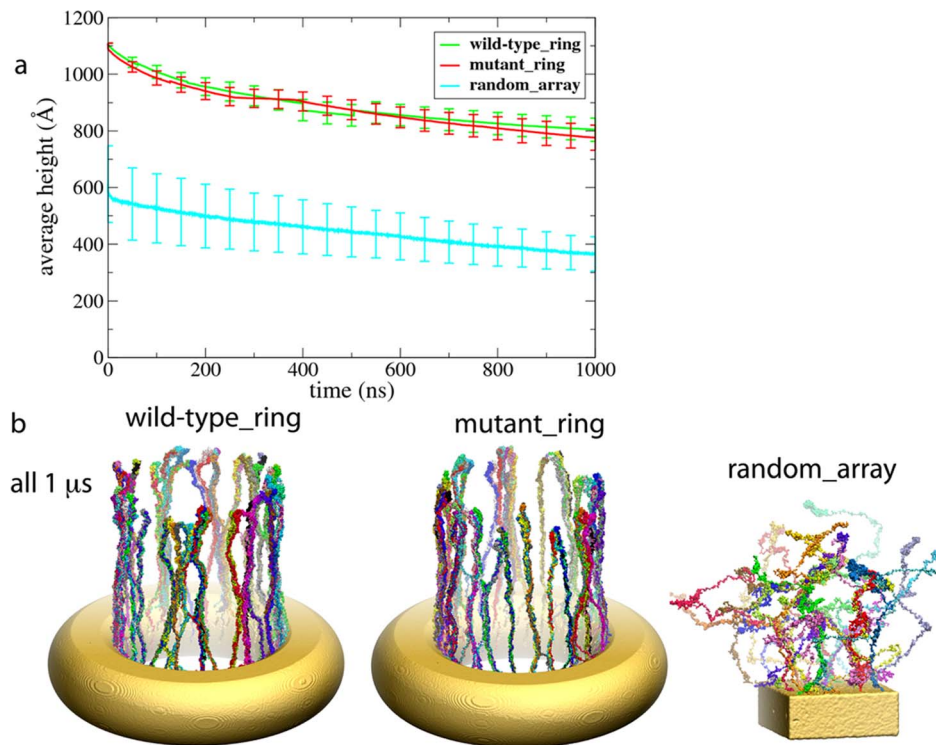 a
1200
1000
800
600
400
200
0
average height (Å)
wild-type_ring
mutant_ring
random_array
0 200 400 600 800 1000
time (ns)
b
wild-type_ring
mutant_ring
random_array
all 1 μs